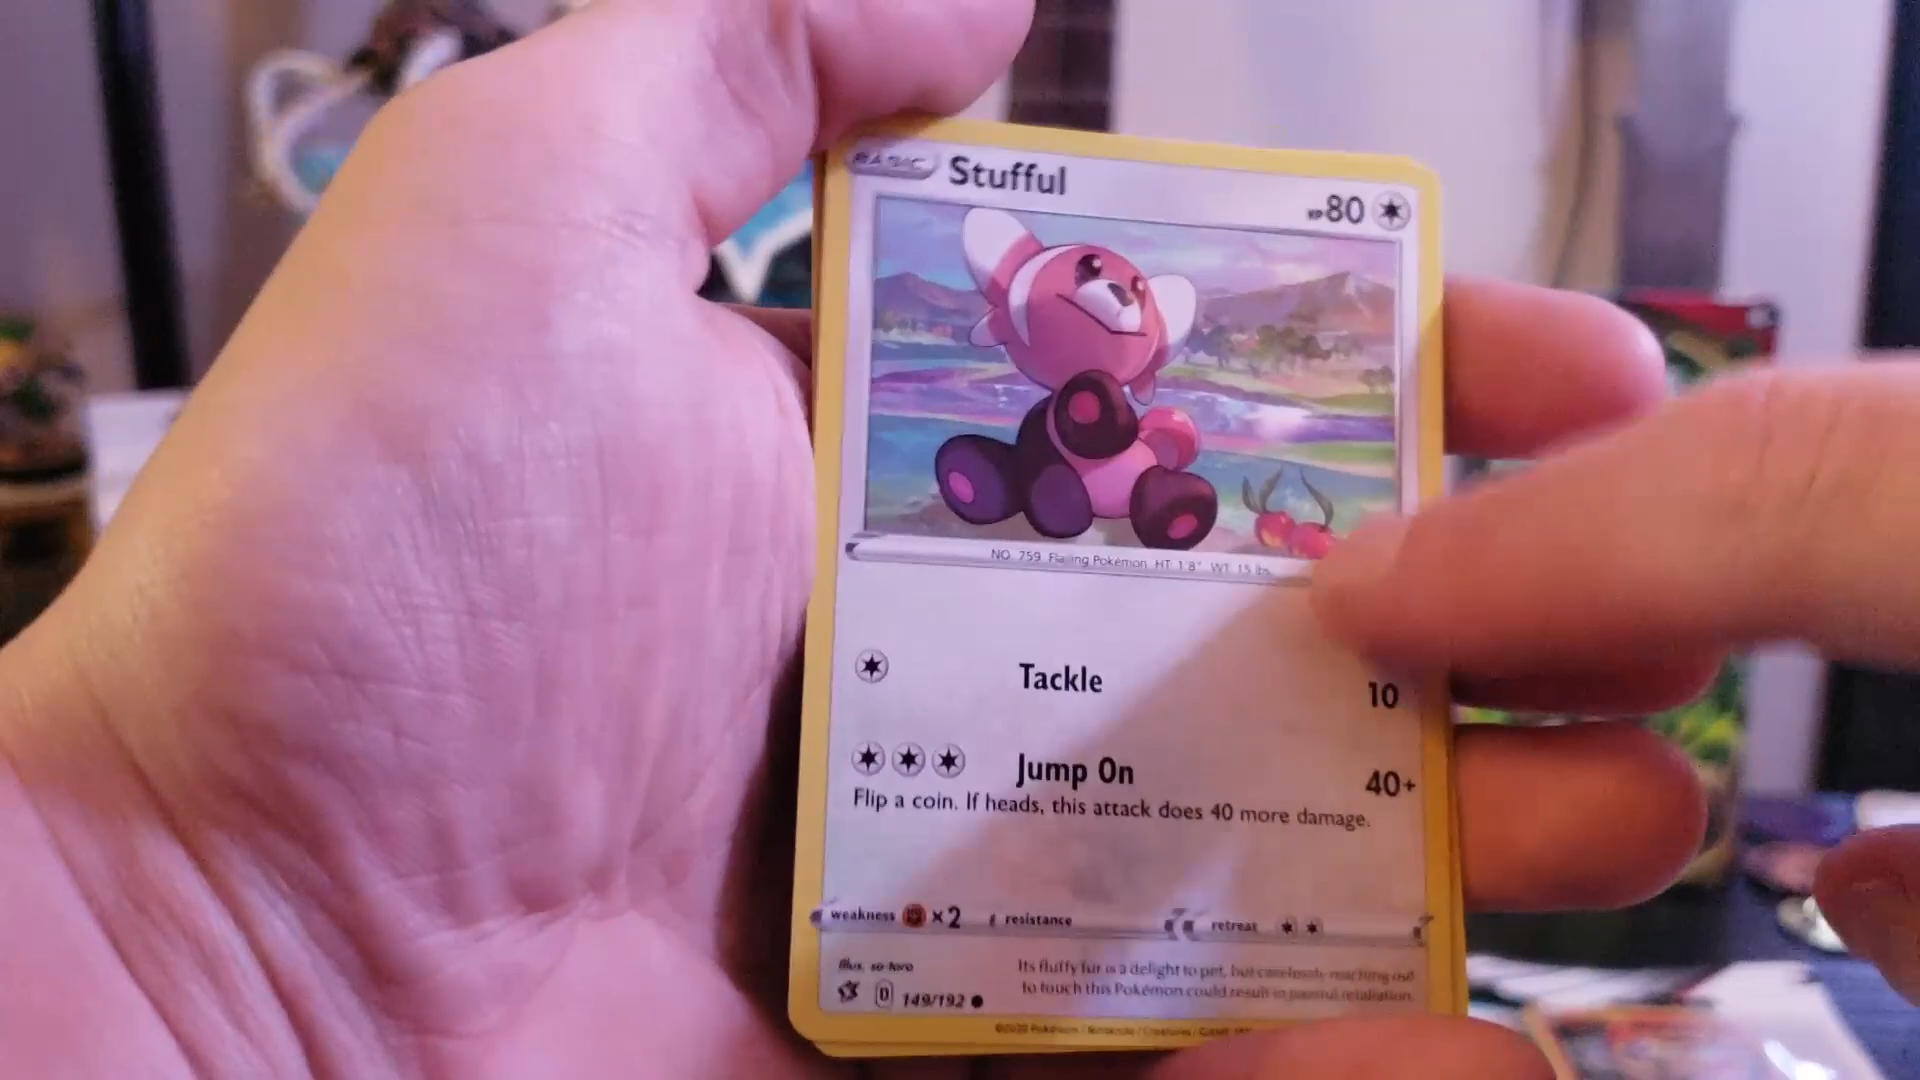 BASIC Stufful HP 80
NO. 759 Flailing Pokémon HT 1'8" WT 15 lbs.
Tackle 10
Jump On 40+
Flip a coin. If heads, this attack does 40 more damage.
weakness ×2 resistance retreat
Illus. so-taro
Its fluffy fur is a delight to pet, but carelessly reaching out
to touch this Pokémon could result in painful retaliation.
D 149/192
©2020 Pokémon / Nintendo / Creatures /